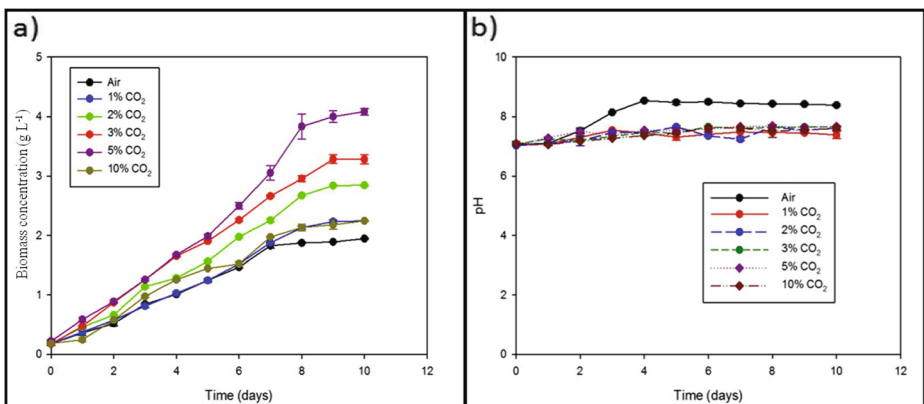 a)
5
4
3
2
1
0
Biomass concentration (g L⁻¹)
Air
1% CO₂
2% CO₂
3% CO₂
5% CO₂
10% CO₂
0
2
4
6
8
10
12
Time (days)
b)
10
8
6
4
2
0
pH
Air
1% CO₂
2% CO₂
3% CO₂
5% CO₂
10% CO₂
0
2
4
6
8
10
12
Time (days)